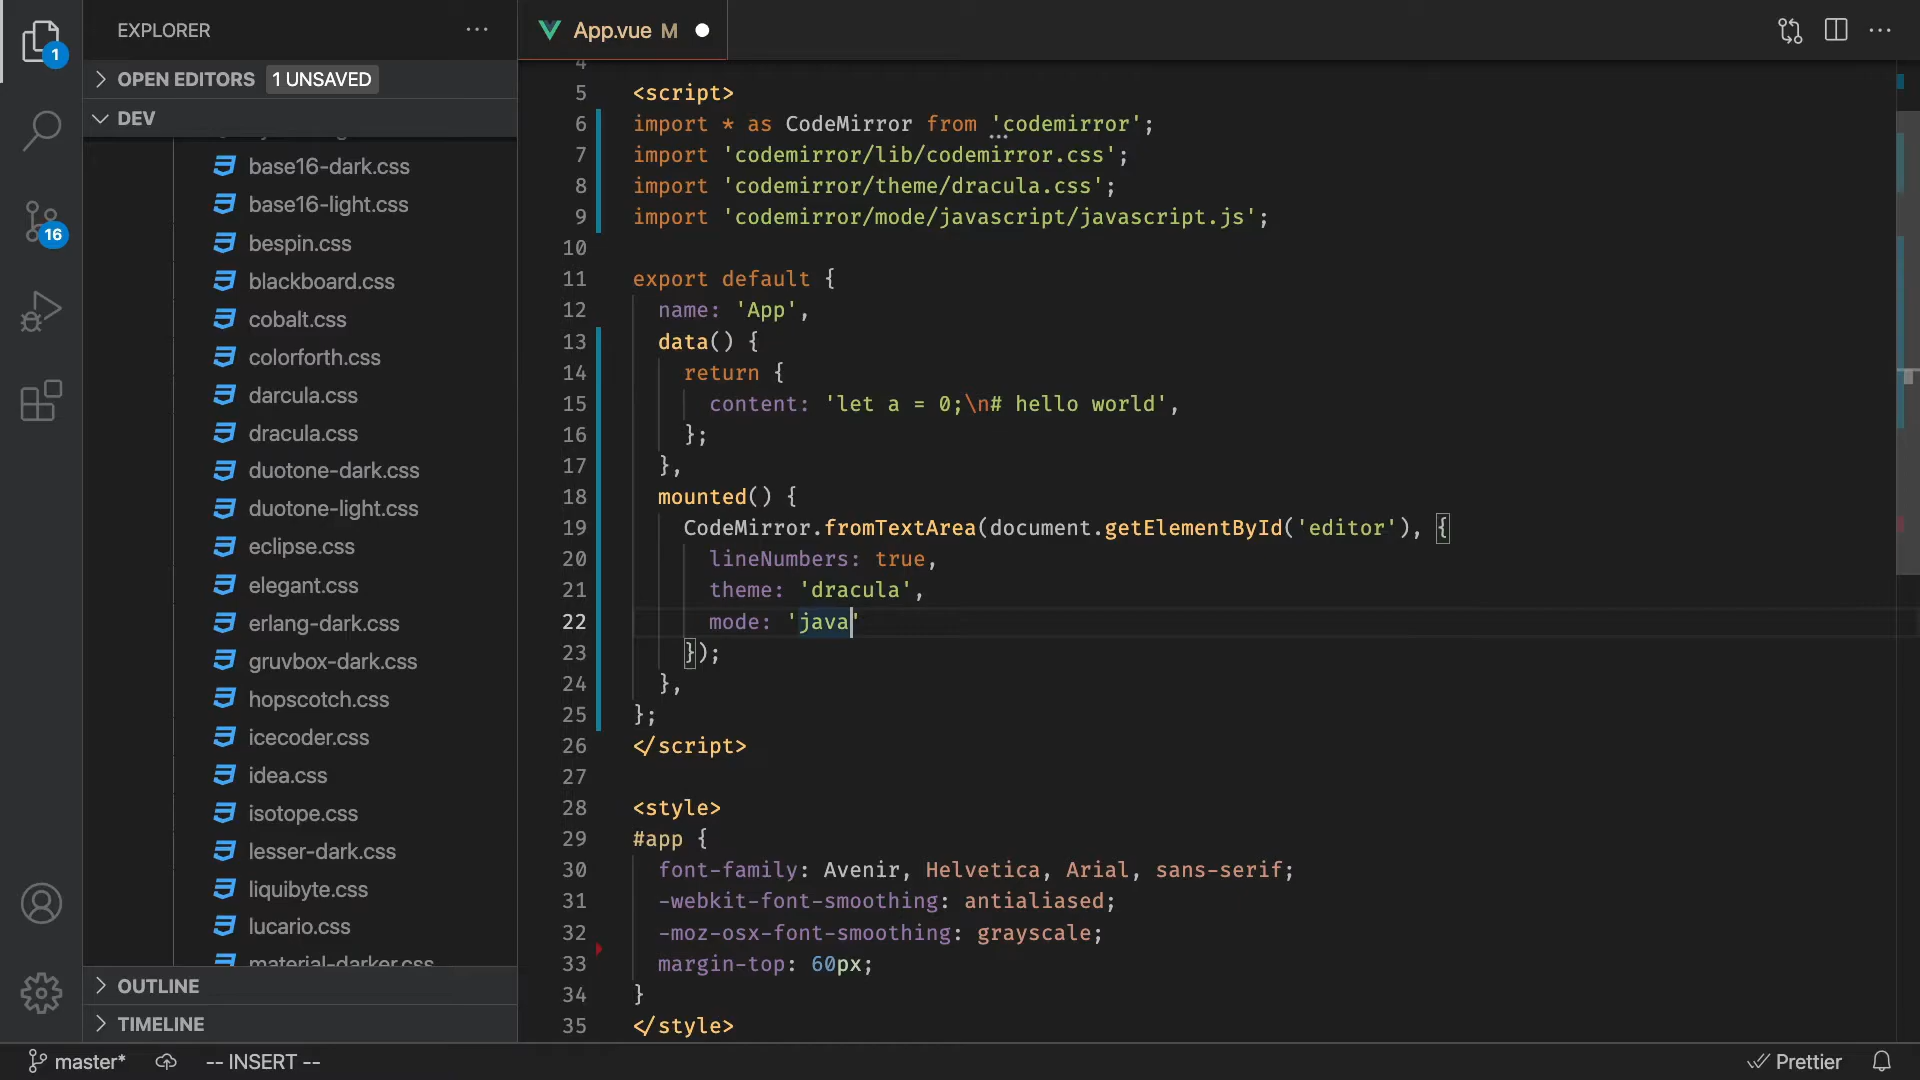 EXPLORER
App.vue M
1
OPEN EDITORS 1 UNSAVED
DEV
base16-dark.css
base16-light.css
16
bespin.css
blackboard.css
cobalt.css
colorforth.css
darcula.css
dracula.css
duotone-dark.css
duotone-light.css
eclipse.css
elegant.css
erlang-dark.css
gruvbox-dark.css
hopscotch.css
icecoder.css
idea.css
isotope.css
lesser-dark.css
liquibyte.css
lucario.css
material-darker.css
OUTLINE
TIMELINE
4
5 <script>
6 import * as CodeMirror from 'codemirror';
7 import 'codemirror/lib/codemirror.css';
8 import 'codemirror/theme/dracula.css';
9 import 'codemirror/mode/javascript/javascript.js';
10
11 export default {
12 name: 'App',
13 data() {
14 return {
15 content: 'let a = 0;\n# hello world',
16 };
17 },
18 mounted() {
19 CodeMirror.fromTextArea(document.getElementById('editor'), {
20 lineNumbers: true,
21 theme: 'dracula',
22 mode: 'java'
23 });
24 },
25 };
26 </script>
27
28 <style>
29 #app {
30 font-family: Avenir, Helvetica, Arial, sans-serif;
31 -webkit-font-smoothing: antialiased;
32 -moz-osx-font-smoothing: grayscale;
33 margin-top: 60px;
34 }
35 </style>
master* -- INSERT -- Prettier